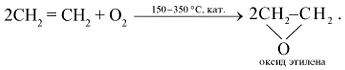 2CH₂ = CH₂ + O₂ 150–350 °C, кат. → 2CH₂–CH₂ .
O
оксид этилена